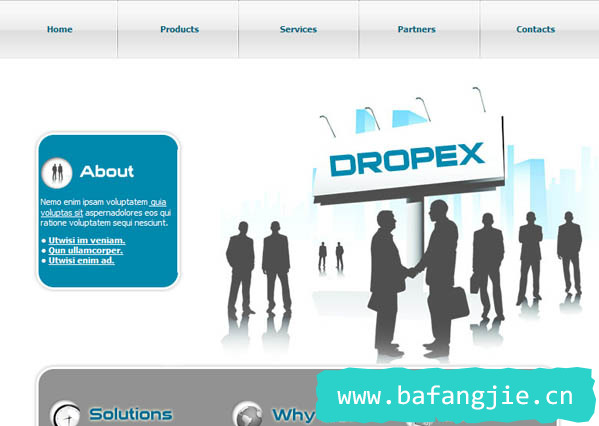 Home
Products
Services
Partners
Contacts
DROPEX
About
Nemo enim ipsam voluptatem quia
voluptas sit aspernadolores eos qui
ratione voluptatem sequi nesciunt.
Utwisi im veniam.
Qun ullamcorper.
Utwisi enim ad.
Solutions
Why
www.bafangjie.cn